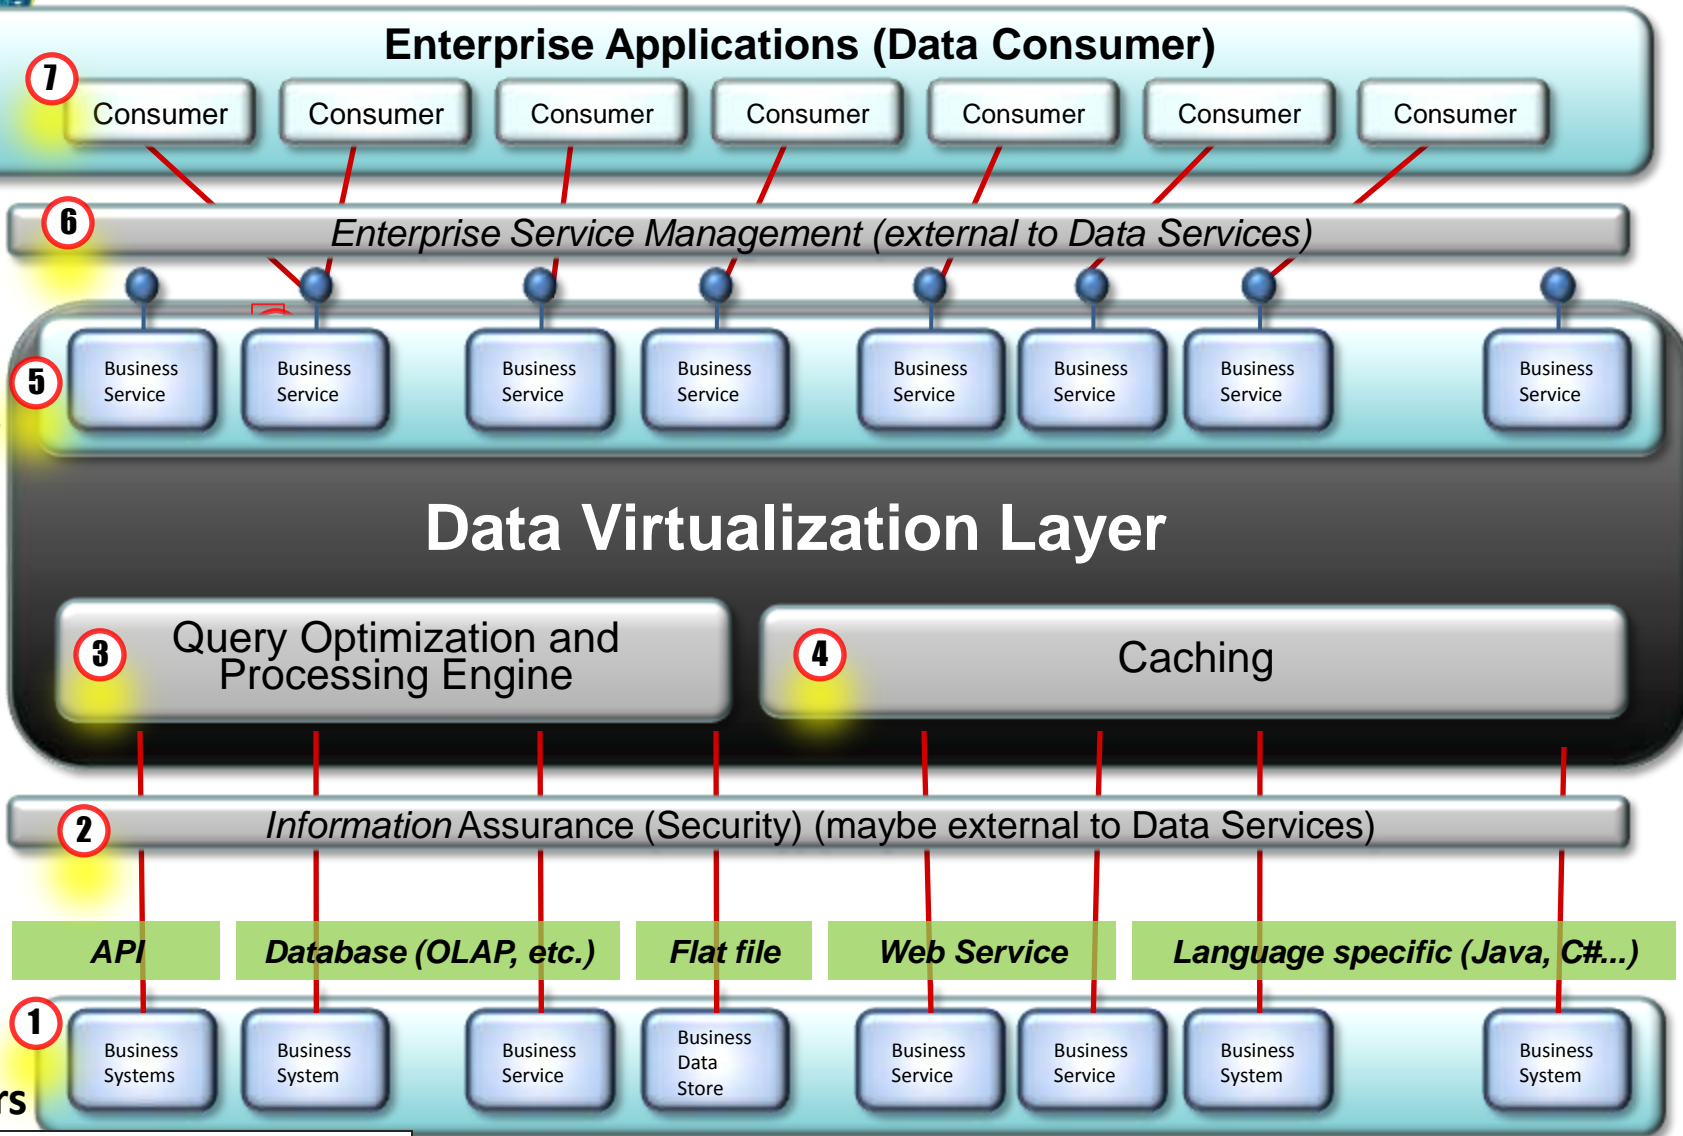 Enterprise Applications (Data Consumer)
7
Consumer Consumer Consumer Consumer Consumer Consumer Consumer
6
Enterprise Service Management (external to Data Services)
5
Business
Service
Business
Service
Business
Service
Business
Service
Business
Service
Business
Service
Business
Service
Business
Service
Data Virtualization Layer
3
Query Optimization and
Processing Engine
4
Caching
2
Information Assurance (Security) (maybe external to Data Services)
API
Database (OLAP, etc.)
Flat file
Web Service
Language specific (Java, C#...)
1
Business
Systems
Business
System
Business
Service
Business
Data
Store
Business
Service
Business
Service
Business
System
Business
System
rs